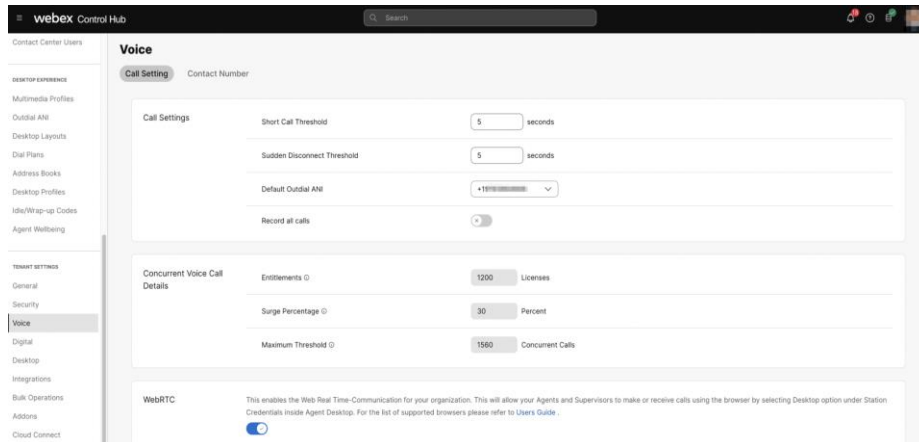 webex Control Hub
Search
Contact Center Users
DESKTOP EXPERIENCE
Multimedia Profiles
Outdial ANI
Desktop Layouts
Dial Plans
Address Books
Desktop Profiles
Idle/Wrap-up Codes
Agent Wellbeing
TENANT SETTINGS
General
Security
Voice
Digital
Desktop
Integrations
Bulk Operations
Addons
Cloud Connect
Voice
Call Setting Contact Number
Call Settings
Short Call Threshold 5 seconds
Sudden Disconnect Threshold 5 seconds
Default Outdial ANI
Record all calls
Concurrent Voice Call
Details
Entitlements 1200 Licenses
Surge Percentage 30 Percent
Maximum Threshold 1560 Concurrent Calls
WebRTC
This enables the Web Real Time-Communication for your organization. This will allow your Agents and Supervisors to make or receive calls using the browser by selecting Desktop option under Station
Credentials inside Agent Desktop. For the list of supported browsers please refer to Users Guide .